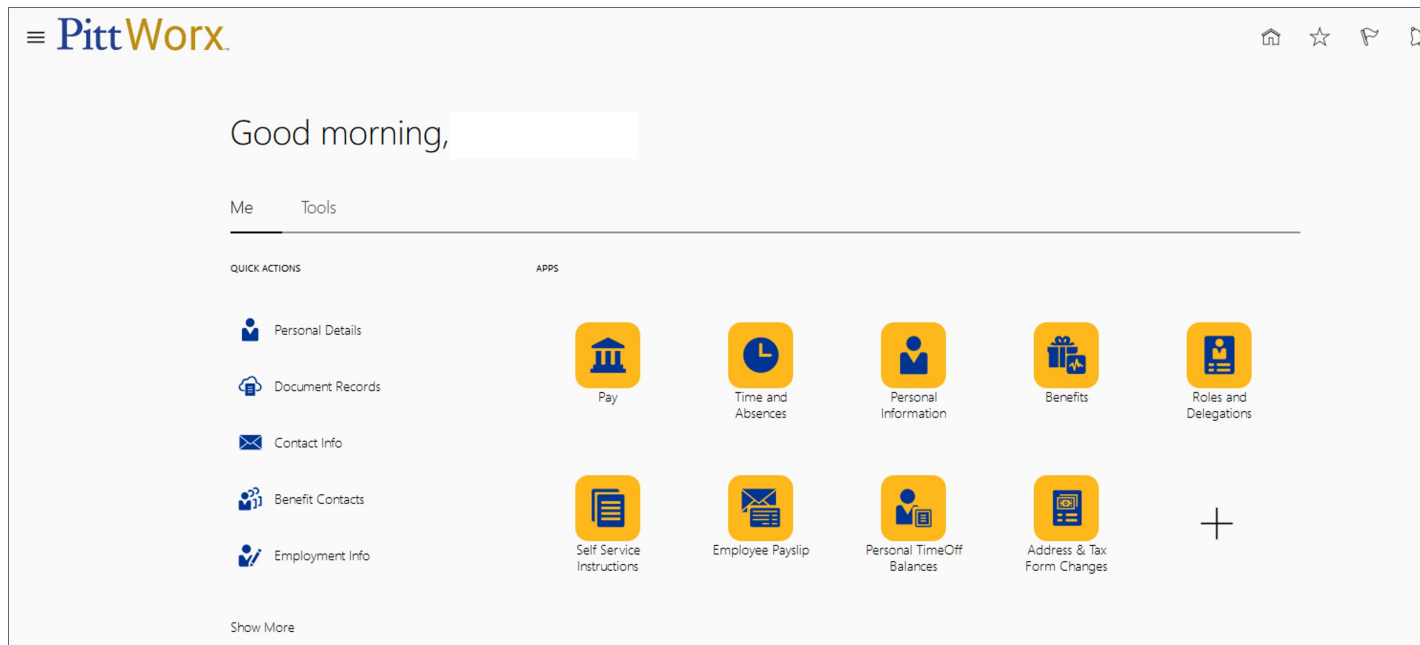 PittWorx™
Good morning,
Me Tools
QUICK ACTIONS
APPS
Personal Details
Document Records
Contact Info
Benefit Contacts
Employment Info
Show More
Pay
Time and
Absences
Personal
Information
Benefits
Roles and
Delegations
Self Service
Instructions
Employee Payslip
Personal TimeOff
Balances
Address & Tax
Form Changes